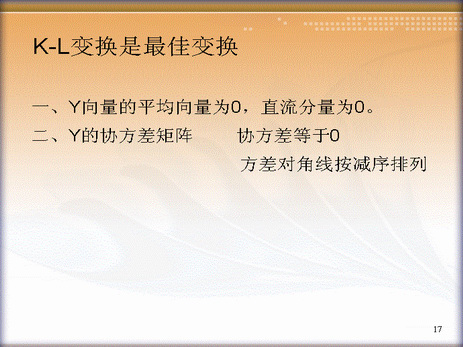 K-L变换是最佳变换
一、Y向量的平均向量为0，直流分量为0。
二、Y的协方差矩阵 协方差等于0
方差对角线按减序排列
17